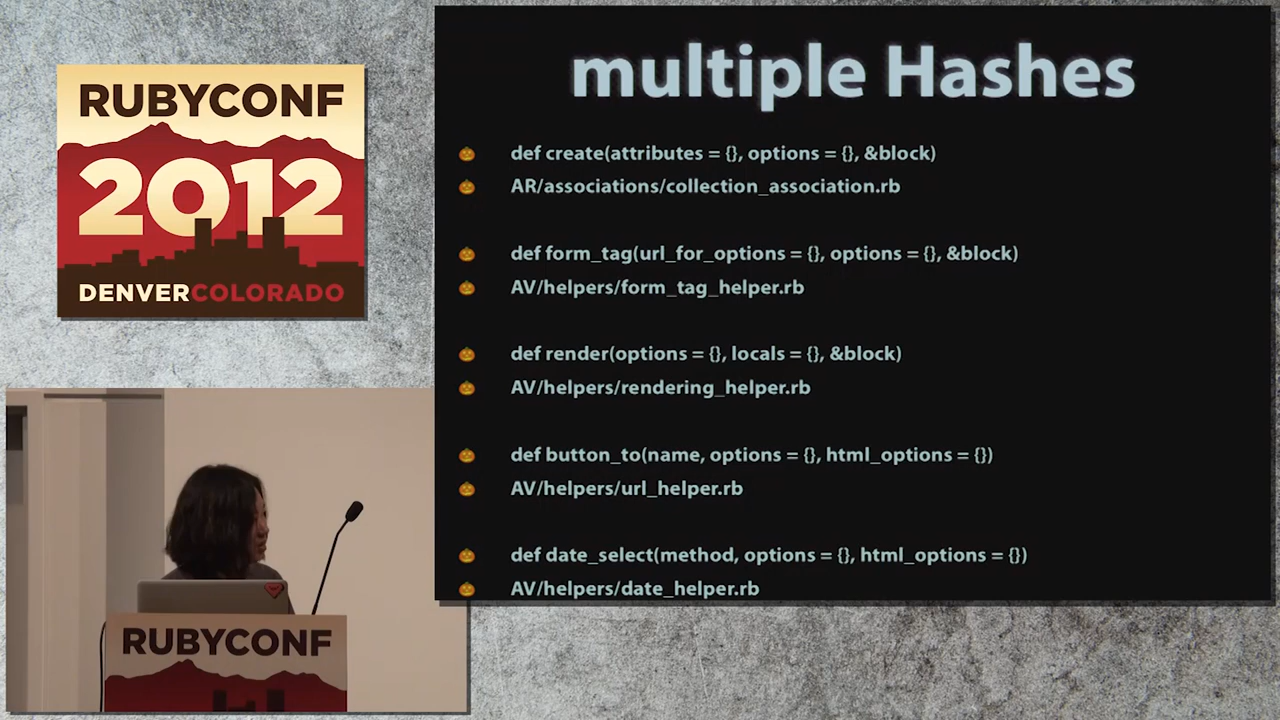 RUBYCONF
2012
DENVERCOLORADO
multiple Hashes
def create(attributes = {}, options = {}, &block)
AR/associations/collection_association.rb
def form_tag(url_for_options = {}, options = {}, &block)
AV/helpers/form_tag_helper.rb
def render(options = {}, locals = {}, &block)
AV/helpers/rendering_helper.rb
def button_to(name, options = {}, html_options = {})
AV/helpers/url_helper.rb
def date_select(method, options = {}, html_options = {})
AV/helpers/date_helper.rb
RUBYCONF